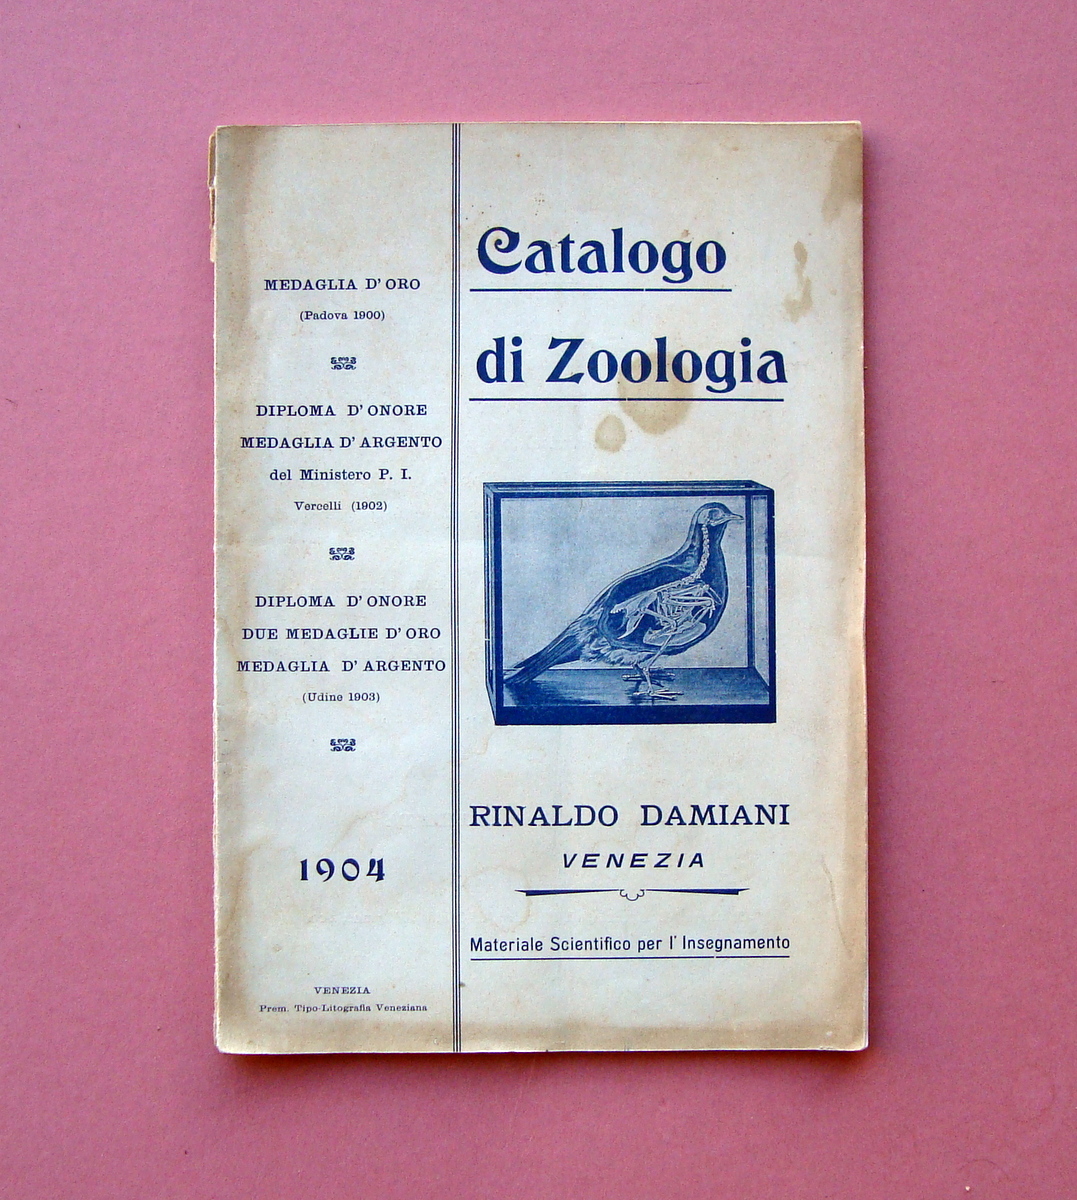 MEDAGLIA D'ORO
(Padova 1900)
DIPLOMA D'ONORE
MEDAGLIA D'ARGENTO
del Ministero P. I.
Vercelli (1902)
DIPLOMA D'ONORE
DUE MEDAGLIE D'ORO
MEDAGLIA D'ARGENTO
(Udine 1903)
1904
VENEZIA
Prem. Tipo-Litografia Veneziana
Catalogo
di Zoologia
RINALDO DAMIANI
VENEZIA
Materiale Scientifico per l'Insegnamento